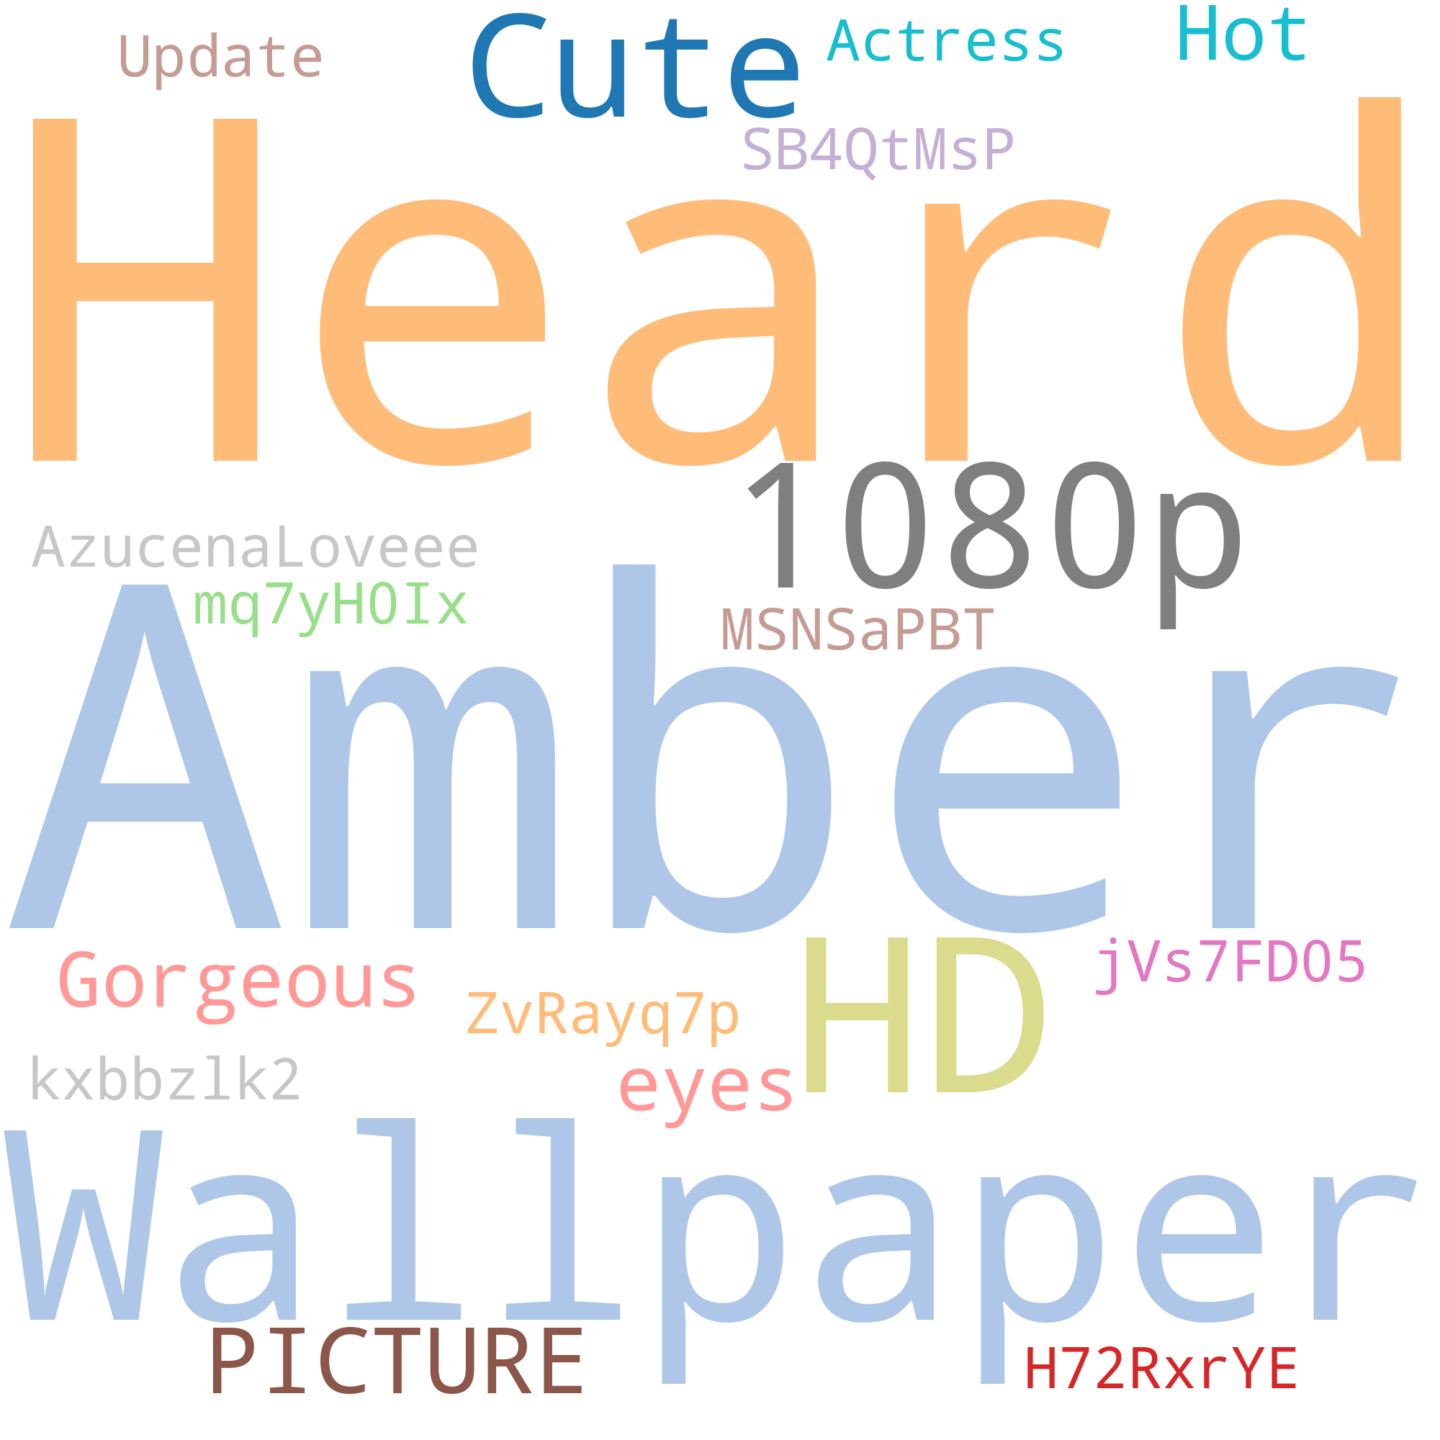 Update Cute Actress Hot
SB4QtMsP
Heard
1080p
AzucenaLoveee
mq7yH0Ix MSNSaPBT
Amber
Gorgeous HD jVs7FDO5
ZvRayq7p
kxbbzlk2 eyes
Wallpaper
PICTURE H72RxrYE